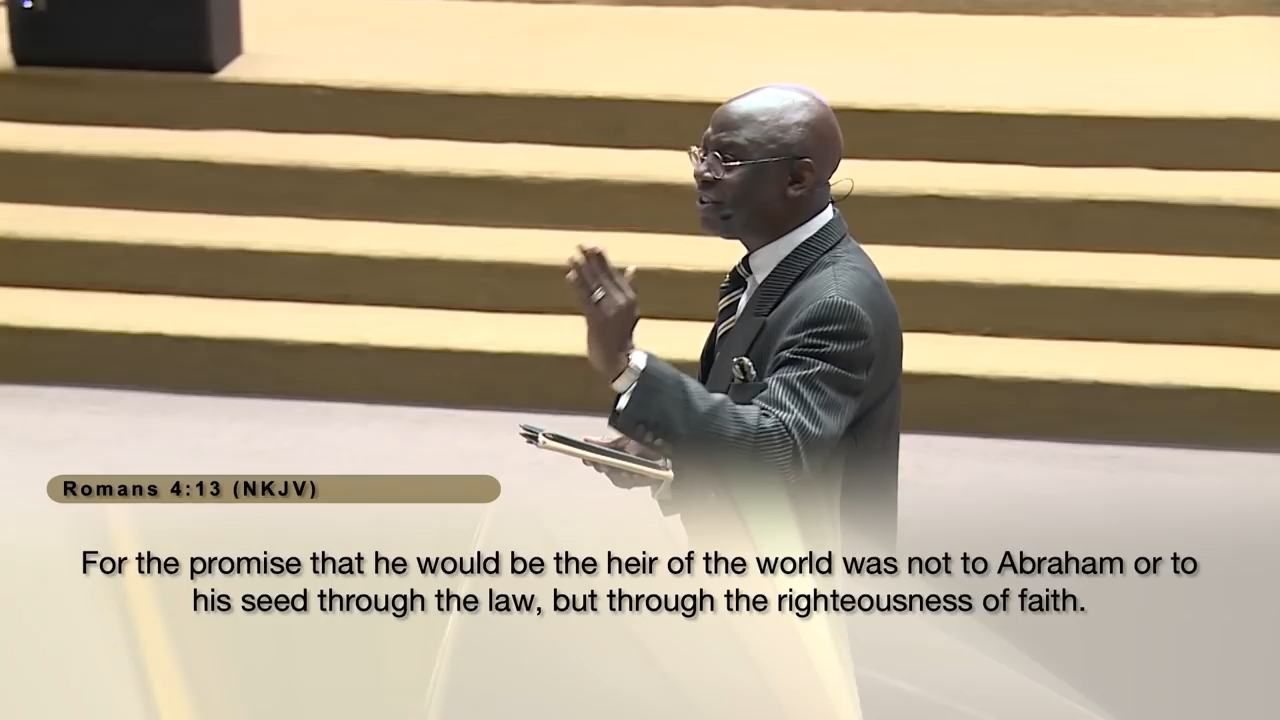 Romans 4:13 (NKJV)
For the promise that he would be the heir of the world was not to Abraham or to
his seed through the law, but through the righteousness of faith.